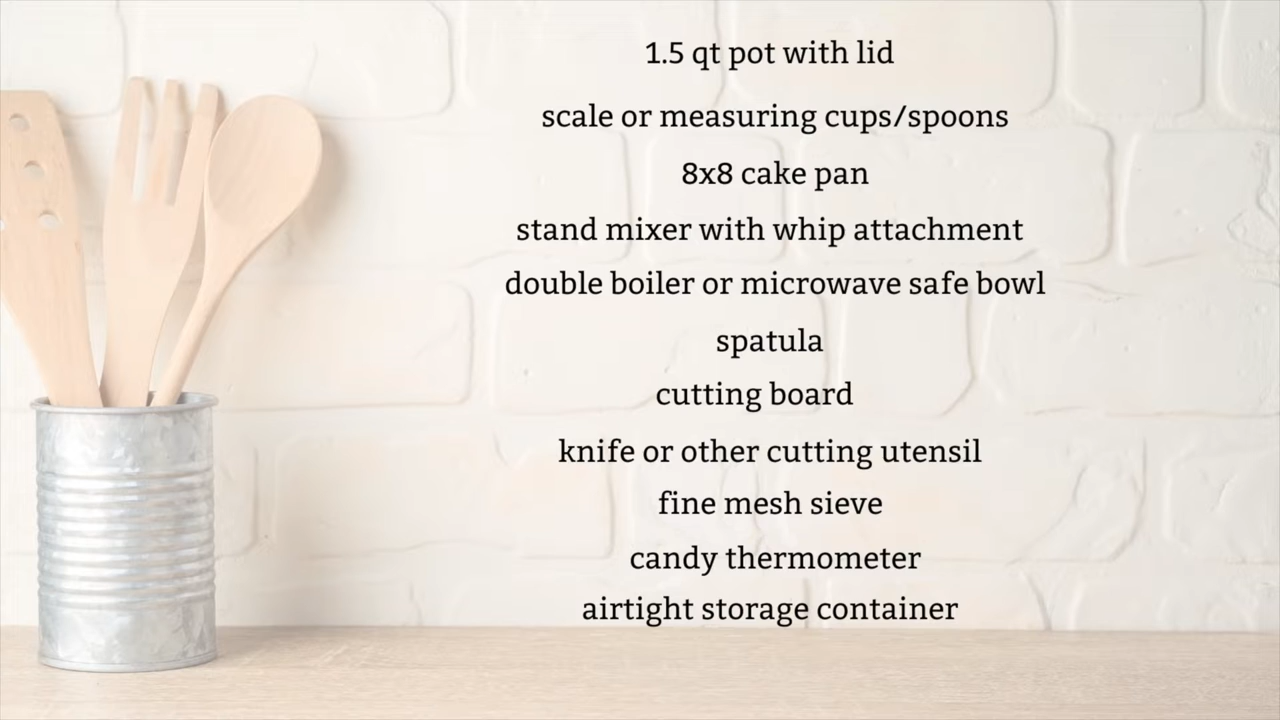 1.5 qt pot with lid
scale or measuring cups/spoons
8x8 cake pan
stand mixer with whip attachment
double boiler or microwave safe bowl
spatula
cutting board
knife or other cutting utensil
fine mesh sieve
candy thermometer
airtight storage container